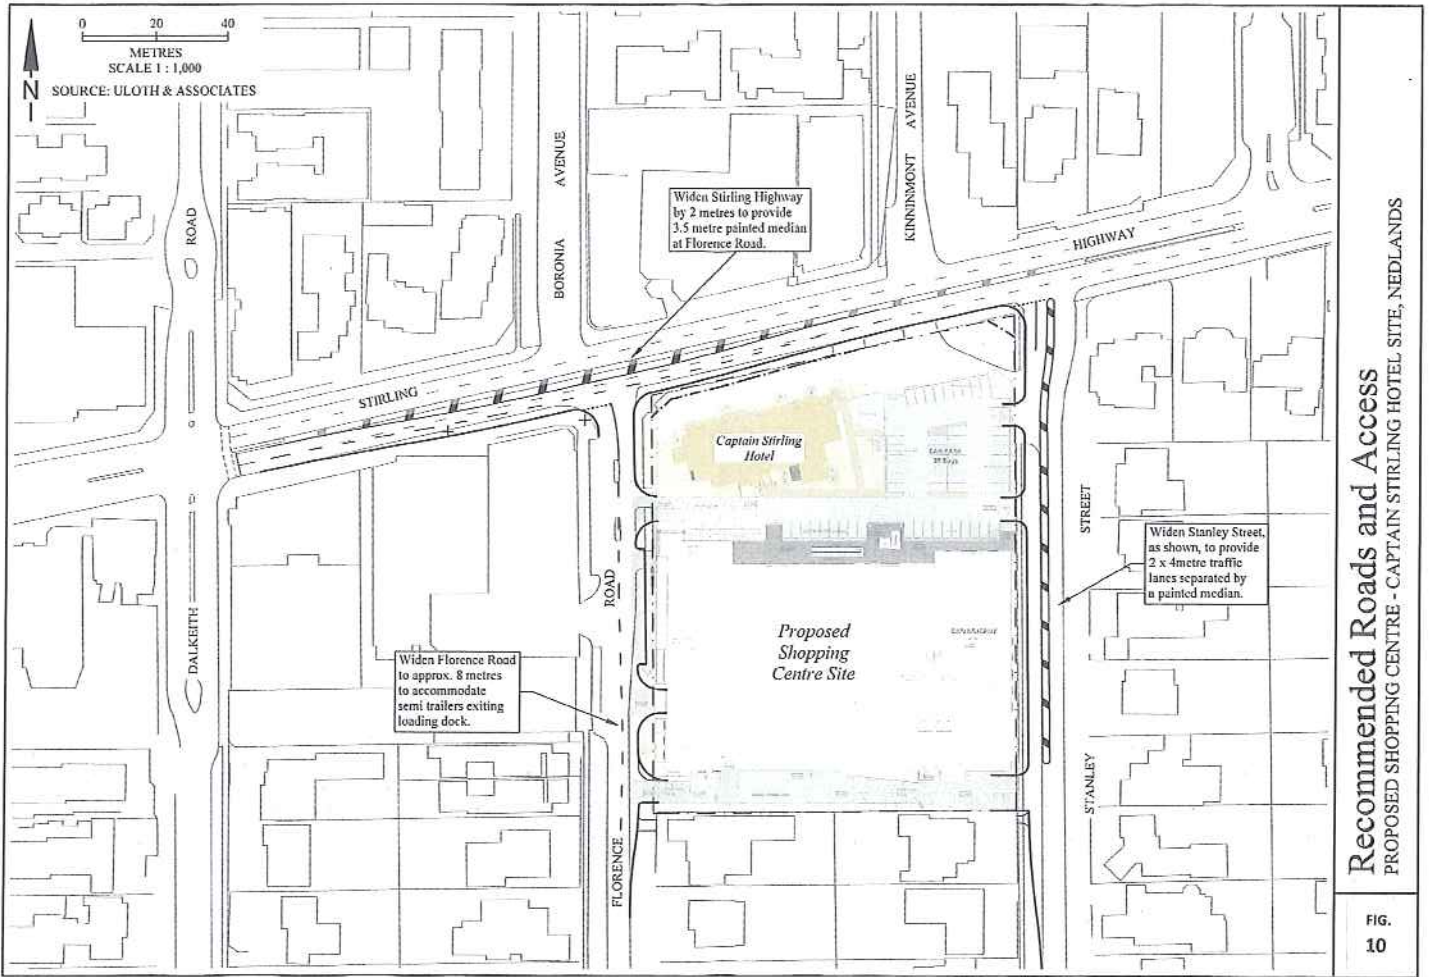 0 20 40
METRES
SCALE 1 : 1,000
N
SOURCE: ULOTH & ASSOCIATES
ROAD
DALKEITH
BORONIA AVENUE
KINNINMONT AVENUE
STIRLING
HIGHWAY
Widen Stirling Highway
by 2 metres to provide
3.5 metre painted median
at Florence Road.
Captain Stirling
Hotel
STREET
STANLEY
Widen Stanley Street,
as shown, to provide
2 x 4metre traffic
lanes separated by
a painted median.
ROAD
FLORENCE
Proposed
Shopping
Centre Site
Widen Florence Road
to approx. 8 metres
to accommodate
semi trailers exiting
loading dock.
Recommended Roads and Access
PROPOSED SHOPPING CENTRE - CAPTAIN STIRLING HOTEL SITE, NEDLANDS
FIG.
10